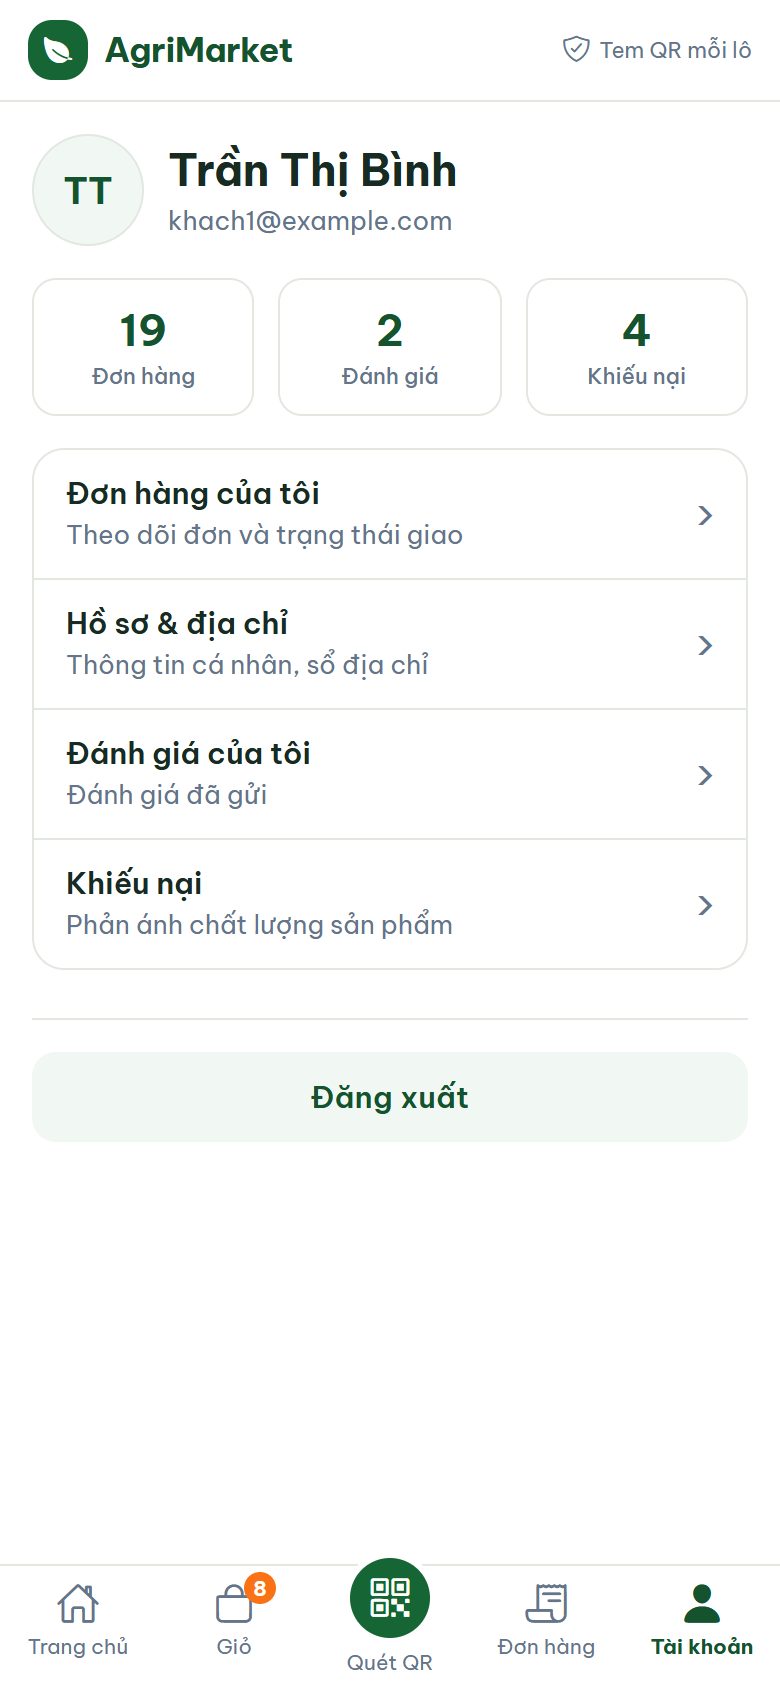 AgriMarket
Tem QR mỗi lô
TT
Trần Thị Bình
khach1@example.com
19
Đơn hàng
2
Đánh giá
4
Khiếu nại
Đơn hàng của tôi
Theo dõi đơn và trạng thái giao
Hồ sơ & địa chỉ
Thông tin cá nhân, sổ địa chỉ
Đánh giá của tôi
Đánh giá đã gửi
Khiếu nại
Phản ánh chất lượng sản phẩm
Đăng xuất
Trang chủ
8
Giỏ
Quét QR
Đơn hàng
Tài khoản